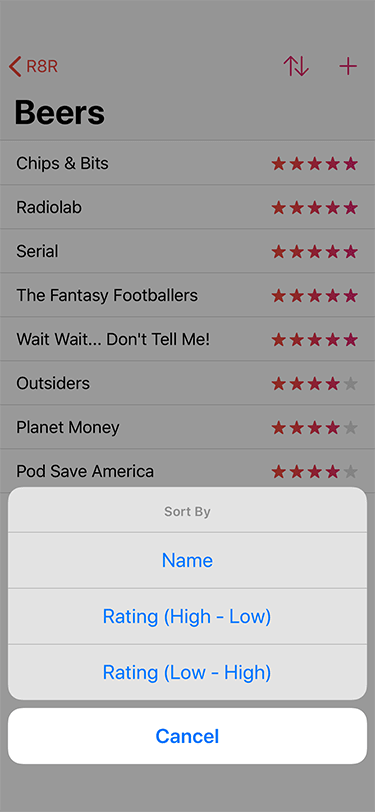 R8R
Beers
Chips & Bits
Radiolab
Serial
The Fantasy Footballers
Wait Wait... Don't Tell Me!
Outsiders
Planet Money
Pod Save America
Sort By
Name
Rating (High - Low)
Rating (Low - High)
Cancel